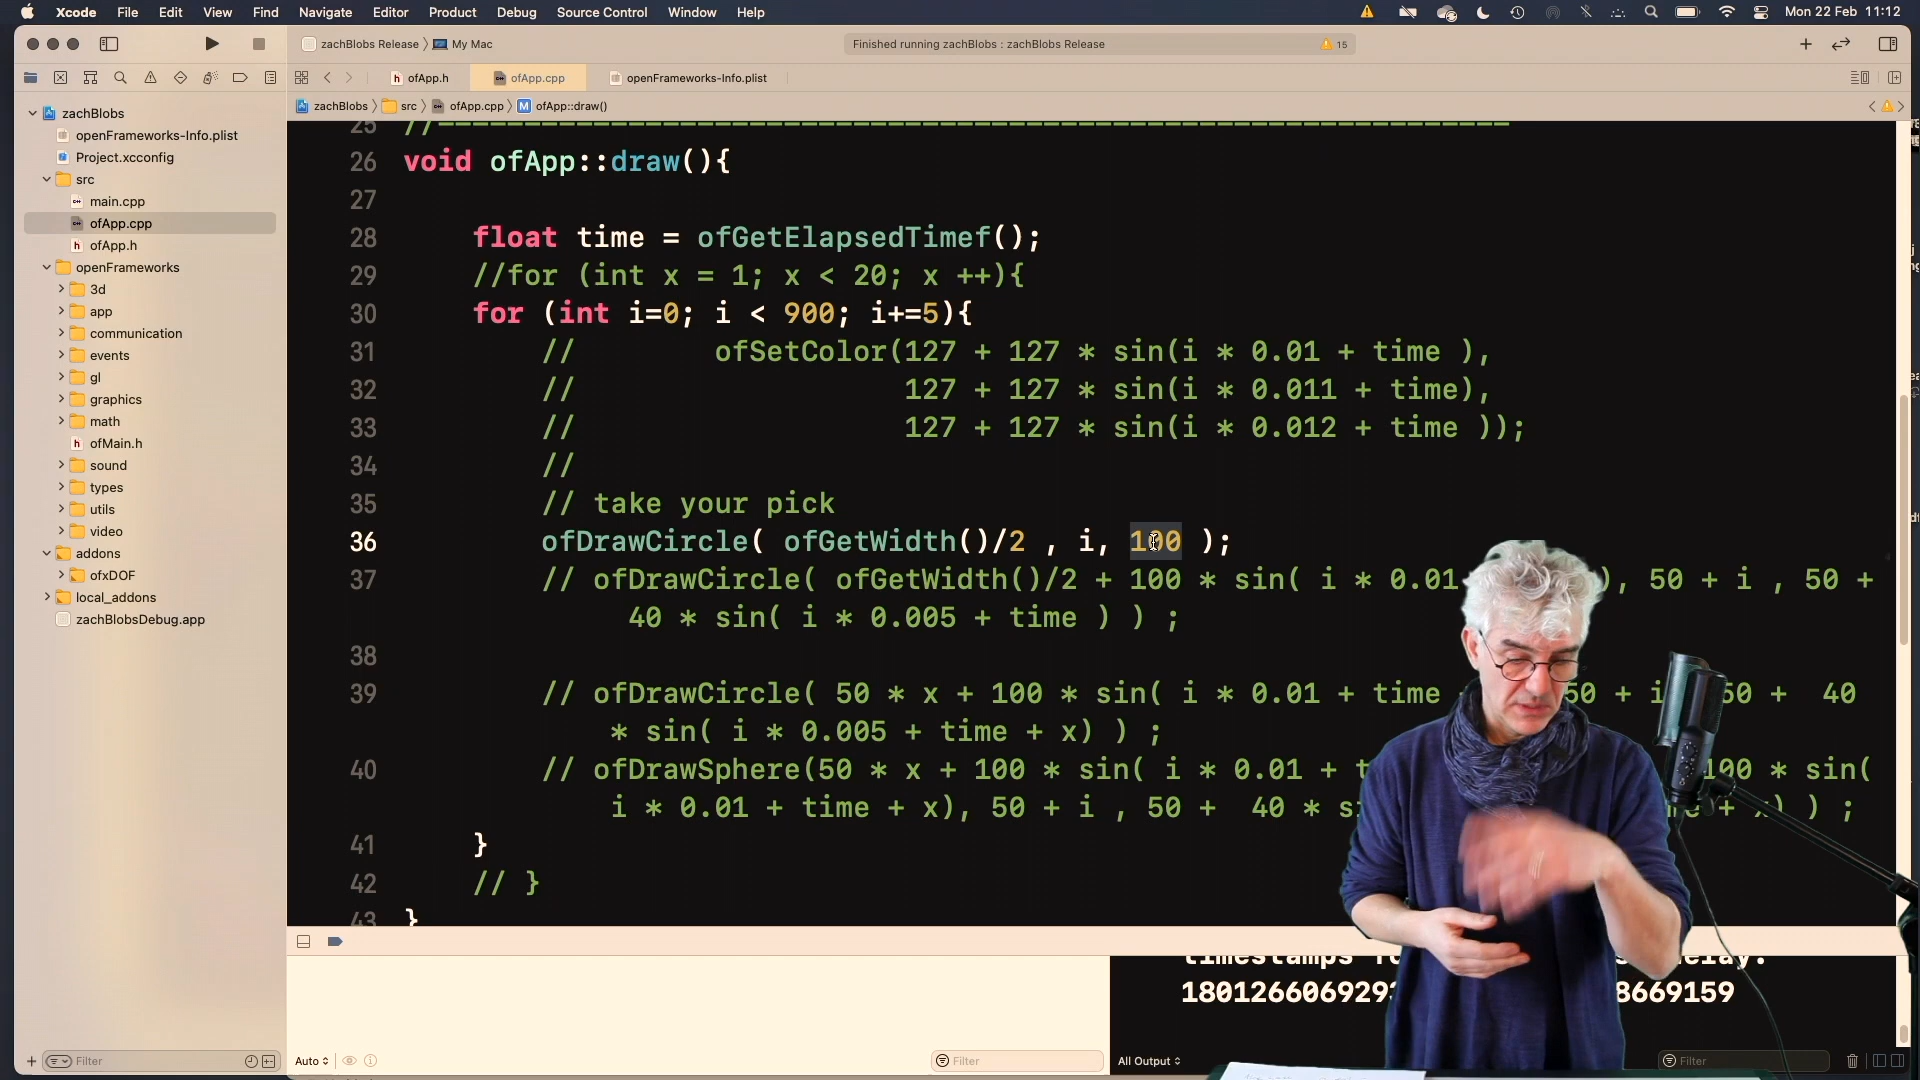 Xcode File Edit View Find Navigate Editor Product Debug Source Control Window Help Mon 22 Feb 11:12
zachBlobs Release My Mac Finished running zachBlobs : zachBlobs Release 15
ofApp.h ofApp.cpp openFrameworks-Info.plist
zachBlobs src ofApp.cpp M ofApp::draw()
zachBlobs
openFrameworks-Info.plist
Project.xcconfig
src
main.cpp
ofApp.cpp
ofApp.h
openFrameworks
3d
app
communication
events
gl
graphics
math
ofMain.h
sound
types
utils
video
addons
ofxDOF
local_addons
zachBlobsDebug.app
Filter
25 //
26 void ofApp::draw(){
27
28 float time = ofGetElapsedTimef();
29 //for (int x = 1; x < 20; x ++){
30 for (int i=0; i < 900; i+=5){
31 // ofSetColor(127 + 127 * sin(i * 0.01 + time ),
32 // 127 + 127 * sin(i * 0.011 + time),
33 // 127 + 127 * sin(i * 0.012 + time ));
34 //
35 // take your pick
36 ofDrawCircle( ofGetWidth()/2 , i, 100 );
37 // ofDrawCircle( ofGetWidth()/2 + 100 * sin( i * 0.01 ), 50 + i , 50 +
40 * sin( i * 0.005 + time ) ) ;
38
39 // ofDrawCircle( 50 * x + 100 * sin( i * 0.01 + time 50 + i 50 + 40
* sin( i * 0.005 + time + x) ) ;
40 // ofDrawSphere(50 * x + 100 * sin( i * 0.01 + 100 * sin(
i * 0.01 + time + x), 50 + i , 50 + 40 * + x) ) ;
41 }
42 // }
43 }
Auto Filter
timestamps
1801266069293 8669159
All Output Filter